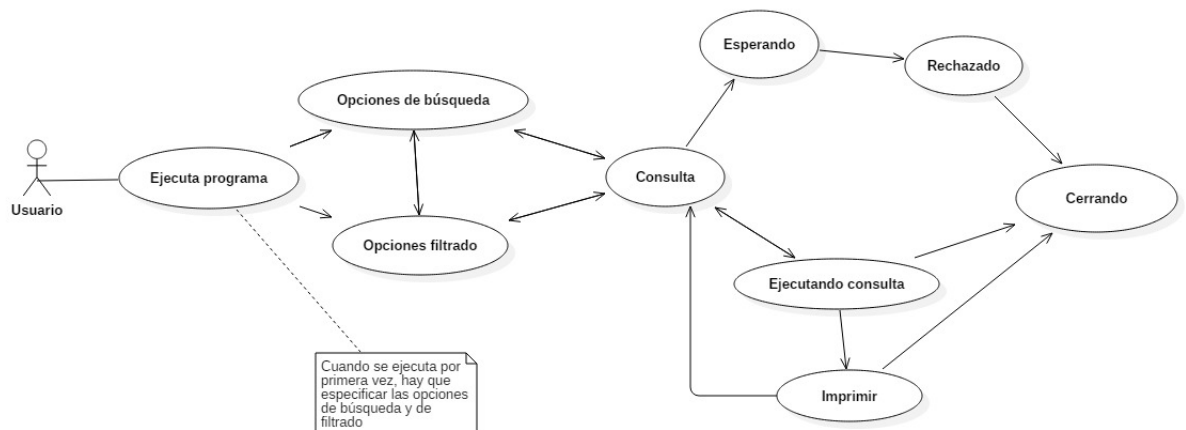 Esperando
Rechazado
Opciones de búsqueda
Ejecuta programa
Consulta
Usuario
Cerrando
Opciones filtrado
Ejecutando consulta
Cuando se ejecuta por
primera vez, hay que
especificar las opciones
de búsqueda y de
filtrado
Imprimir